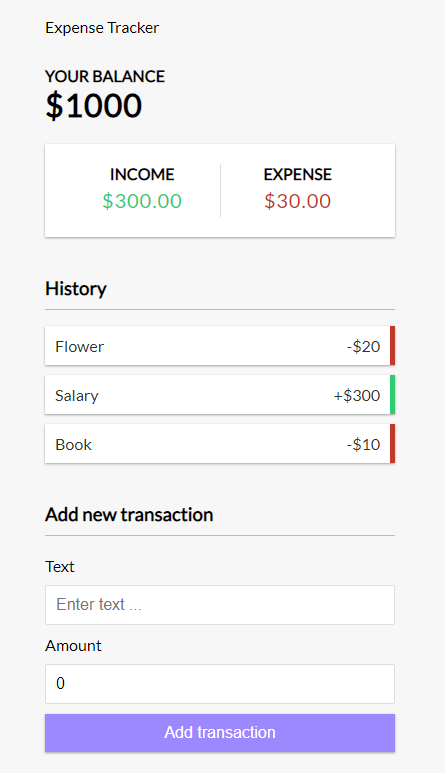 Expense Tracker
YOUR BALANCE
$1000
INCOME EXPENSE
$300.00 $30.00
History
Flower -$20
Salary +$300
Book -$10
Add new transaction
Text
Enter text ...
Amount
0
Add transaction